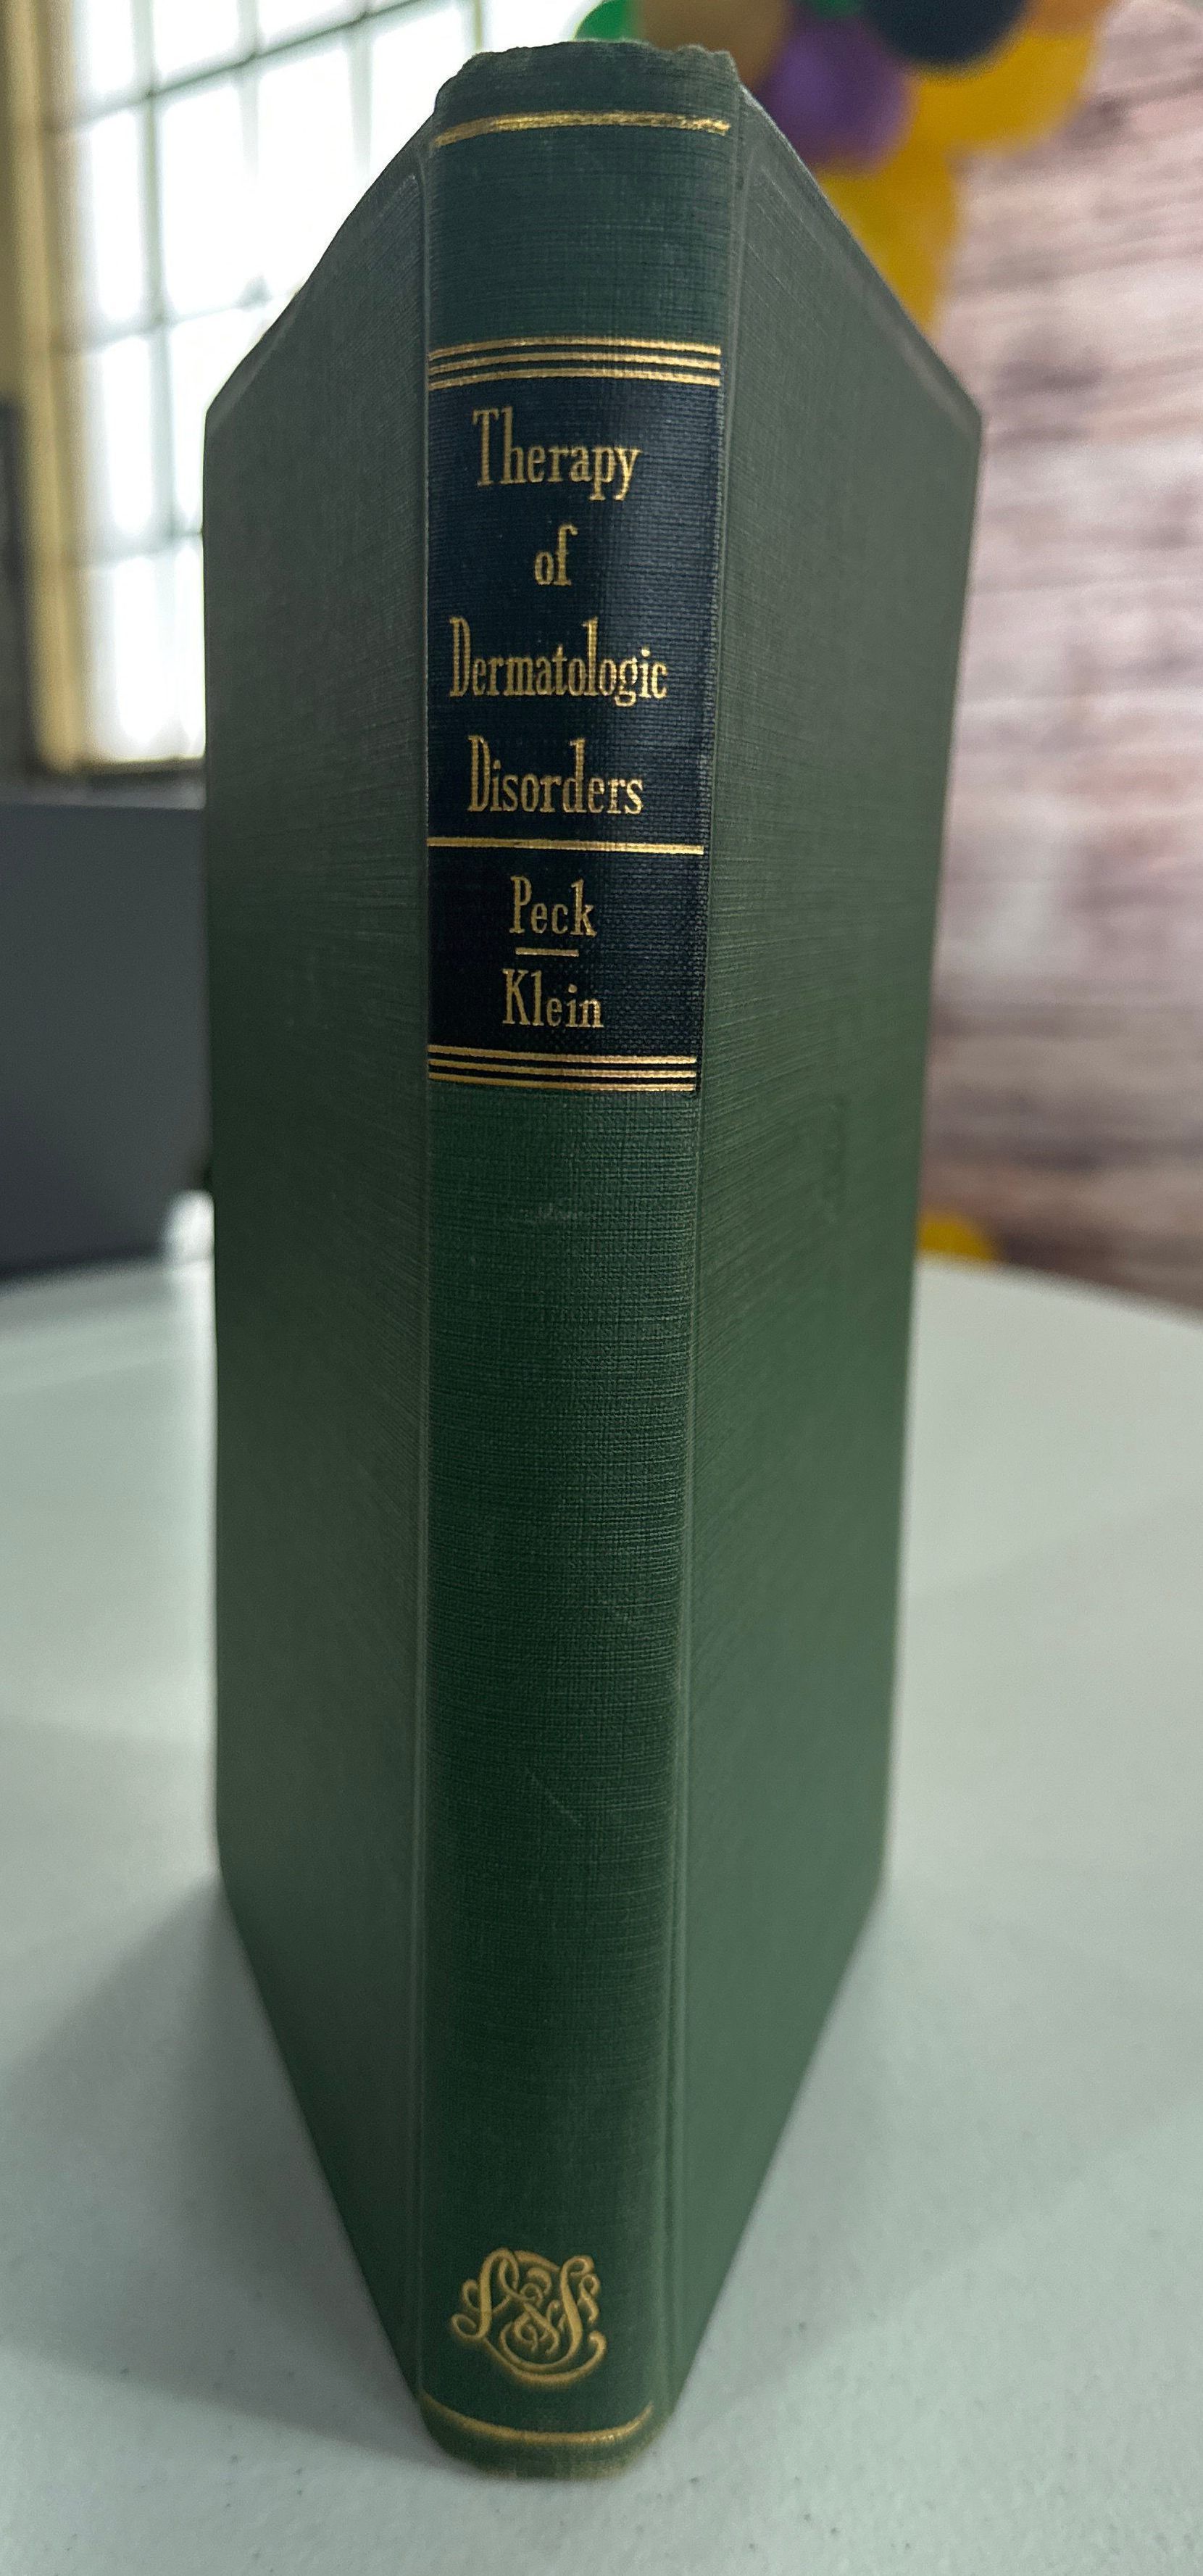 Therapy
of
Dermatologic
Disorders
Peck
Klein